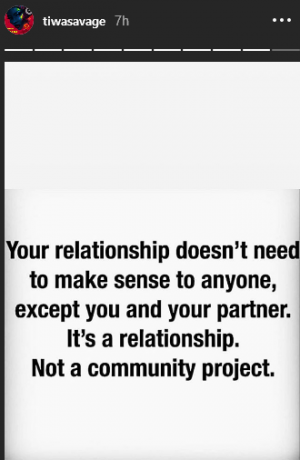 tiwasavage 7h
Your relationship doesn't need
to make sense to anyone,
except you and your partner.
It's a relationship.
Not a community project.